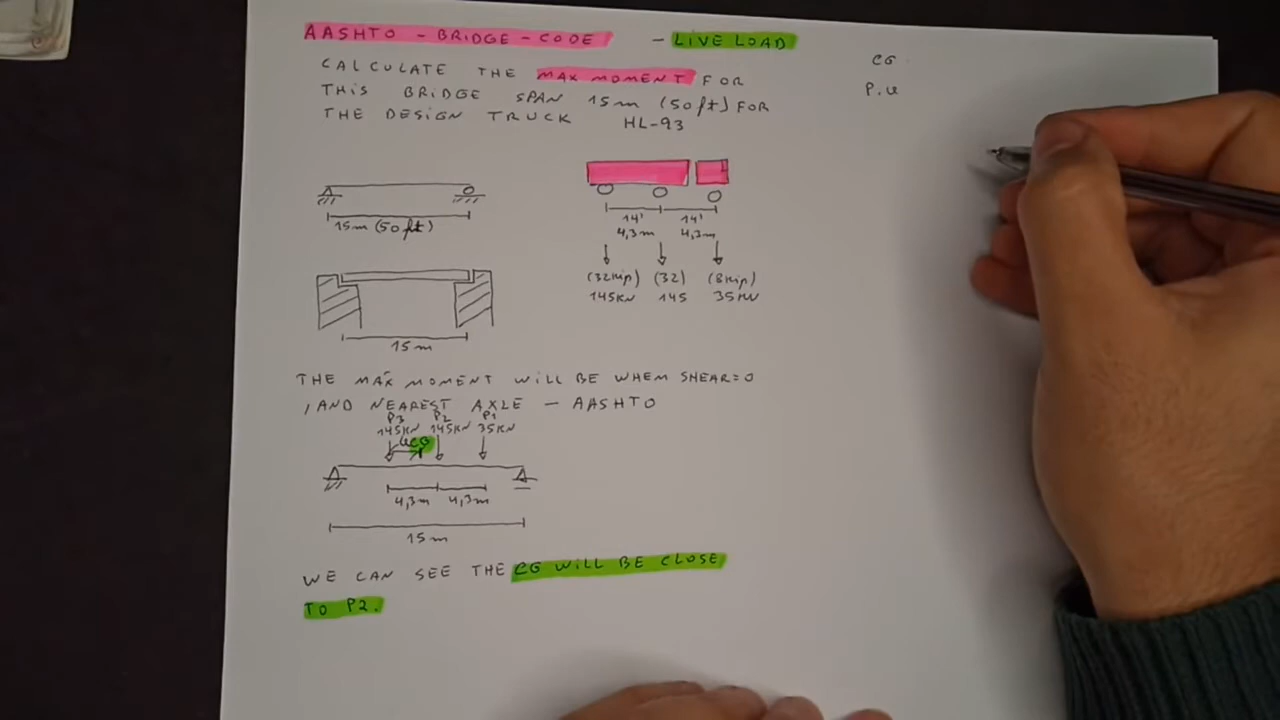 AASHTO - BRIDGE - CODE - LIVE LOAD
CALCULATE THE MAX MOMENT FOR
THIS BRIDGE SPAN 15m (50ft) FOR
THE DESIGN TRUCK HL-93
15m (50ft)
14' 14'
4,3m 4,3m
(32kip) (32) (8kip)
145KN 145 35KN
15m
THE MAX MOMENT WILL BE WHEM SHEAR=0
, AND NEAREST AXLE - AASHTO
P3 P2 P1
145KN 145KN 35KN
CG
4,3m 4,3m
15m
WE CAN SEE THE CG WILL BE CLOSE
TO P2.
CG